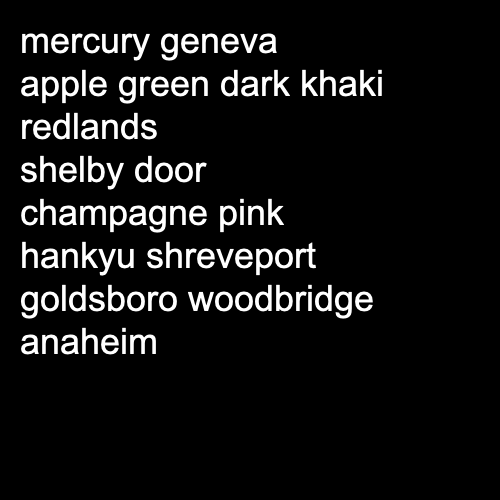 mercury geneva
apple green dark khaki
redlands
shelby door
champagne pink
hankyu shreveport
goldsboro woodbridge
anaheim